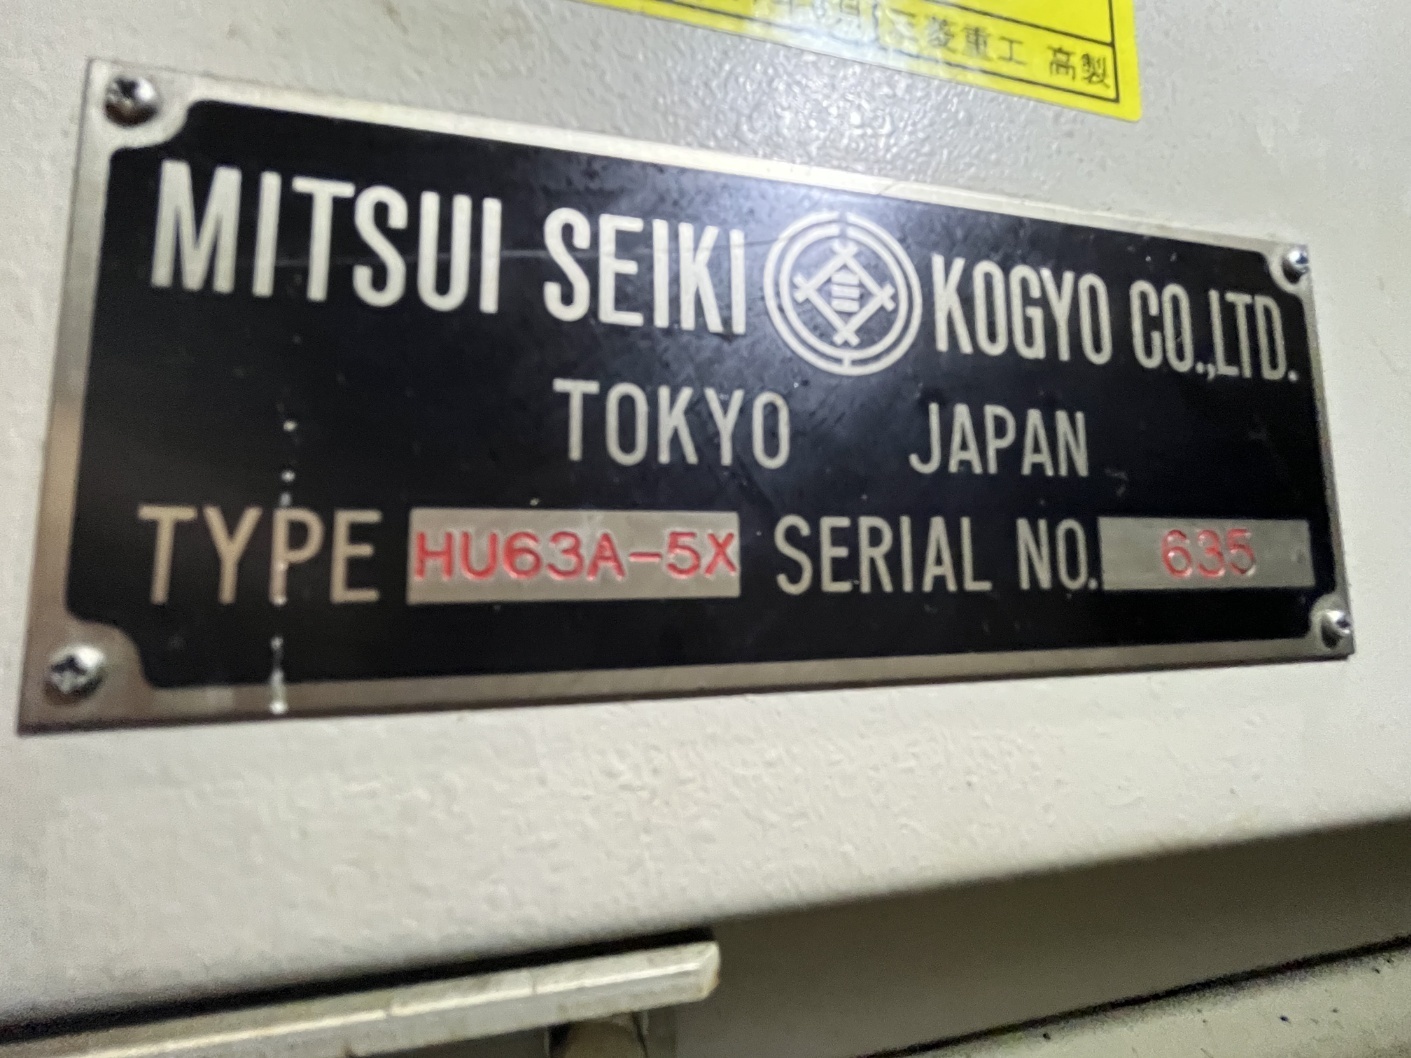 三菱重工 高製
MITSUI SEIKI KOGYO CO.,LTD.
TOKYO JAPAN
TYPE HU63A-5X SERIAL NO. 635